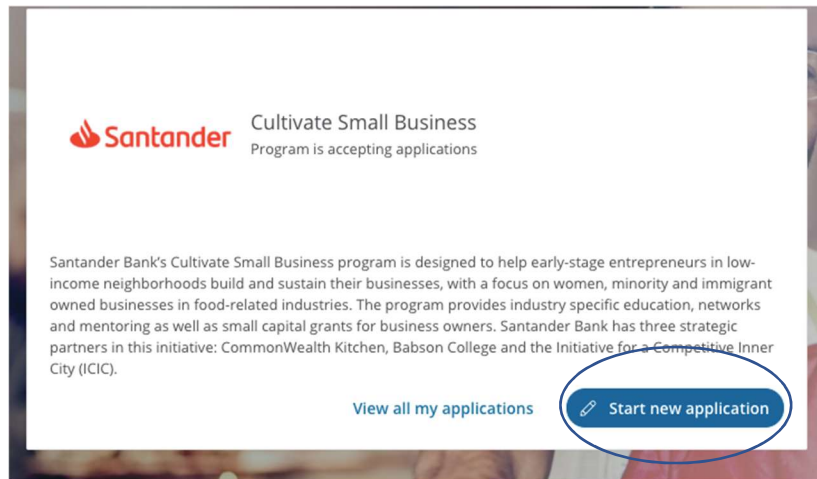 Santander
Cultivate Small Business
Program is accepting applications
Santander Bank's Cultivate Small Business program is designed to help early-stage entrepreneurs in low-
income neighborhoods build and sustain their businesses, with a focus on women, minority and immigrant
owned businesses in food-related industries. The program provides industry specific education, networks
and mentoring as well as small capital grants for business owners. Santander Bank has three strategic
partners in this initiative: CommonWealth Kitchen, Babson College and the Initiative for a Competitive Inner
City (ICIC).
View all my applications
Start new application